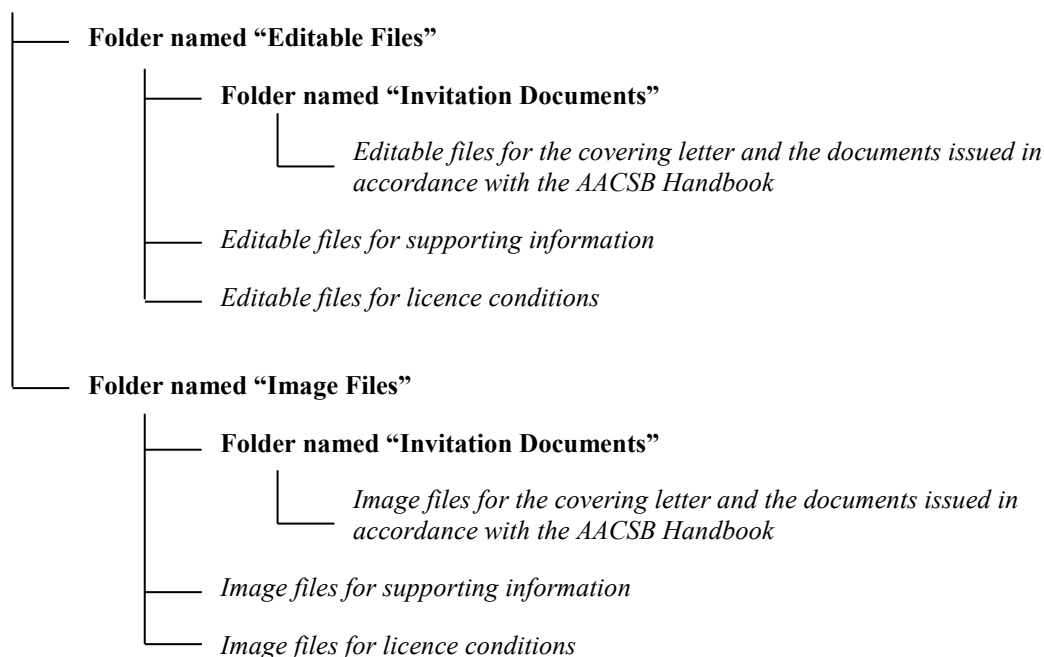 Folder named “Editable Files”
Folder named “Invitation Documents”
Editable files for the covering letter and the documents issued in
accordance with the AACSB Handbook
Editable files for supporting information
Editable files for licence conditions
Folder named “Image Files”
Folder named “Invitation Documents”
Image files for the covering letter and the documents issued in
accordance with the AACSB Handbook
Image files for supporting information
Image files for licence conditions